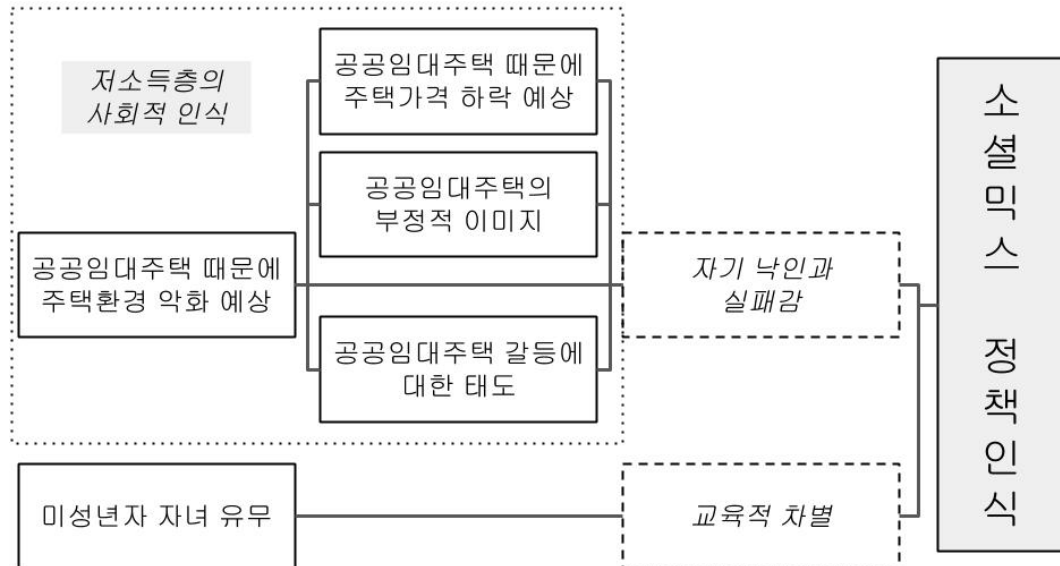 저소득층의
사회적 인식
공공임대주택 때문에
주택가격 하락 예상
공공임대주택의
부정적 이미지
공공임대주택 때문에
주택환경 악화 예상
공공임대주택 갈등에
대한 태도
자기 낙인과
실패감
미성년자 자녀 유무
교육적 차별
소셜믹스 정책인식